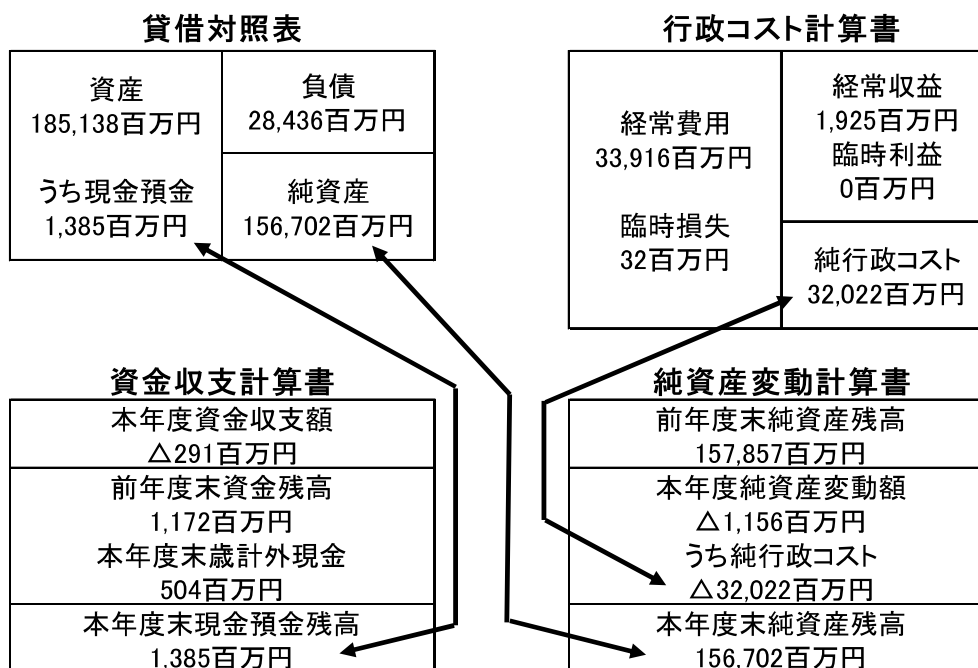 貸借対照表
資産
185,138百万円
うち現金預金
1,385百万円
負債
28,436百万円
純資産
156,702百万円
行政コスト計算書
経常費用
33,916百万円
臨時損失
32百万円
経常収益
1,925百万円
臨時利益
0百万円
純行政コスト
32,022百万円
資金収支計算書
本年度資金収支額
△291百万円
前年度末資金残高
1,172百万円
本年度末歳計外現金
504百万円
本年度末現金預金残高
1,385百万円
純資産変動計算書
前年度末純資産残高
157,857百万円
本年度純資産変動額
△1,156百万円
うち純行政コスト
△32,022百万円
本年度末純資産残高
156,702百万円